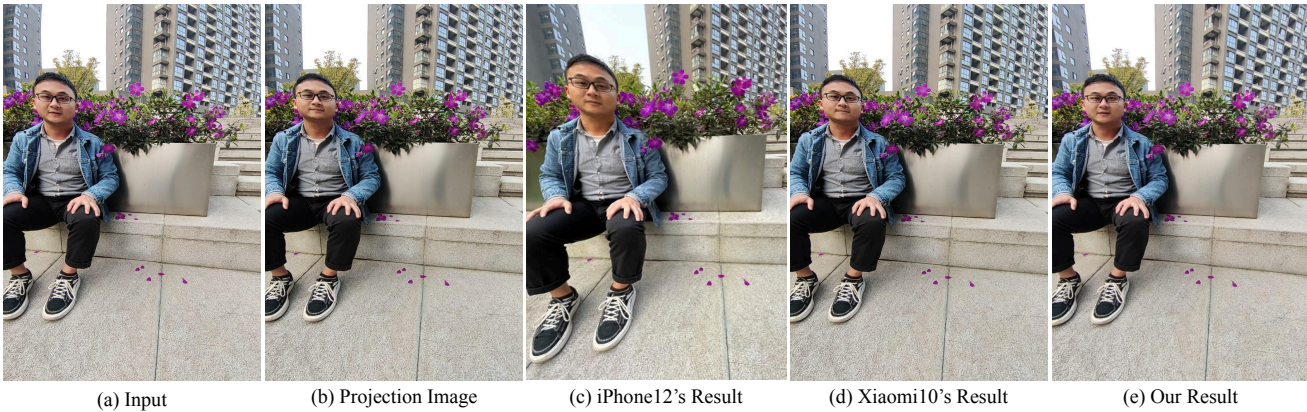 (a) Input
(b) Projection Image
(c) iPhone12's Result
(d) Xiaomi10's Result
(e) Our Result